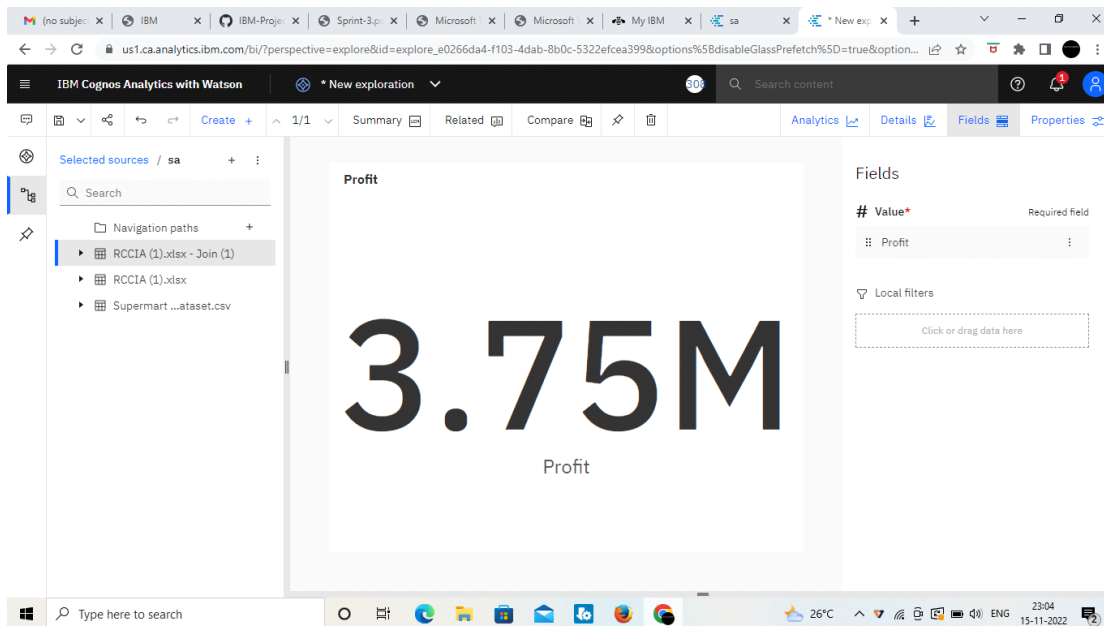 (no subjec
IBM
IBM-Projec
Sprint-3.p
Microsoft
Microsoft
My IBM
sa
* New exp
us1.ca.analytics.ibm.com/bi/?perspective=explore&id=explore_e0266da4-f103-4dab-8b0c-5322efcea399&options%5BdisableGlassPrefetch%5D=true&option...
IBM Cognos Analytics with Watson
* New exploration
Search content
1
Create +
1/1
Summary
Related
Compare
Analytics
Details
Fields
Properties
Selected sources / sa
Search
Navigation paths
RCCIA (1).xlsx - Join (1)
RCCIA (1).xlsx
Supermart ...ataset.csv
Profit
3.75M
Profit
Fields
# Value*
Required field
Profit
Local filters
Click or drag data here
Type here to search
26°C
ENG
23:04
15-11-2022
2